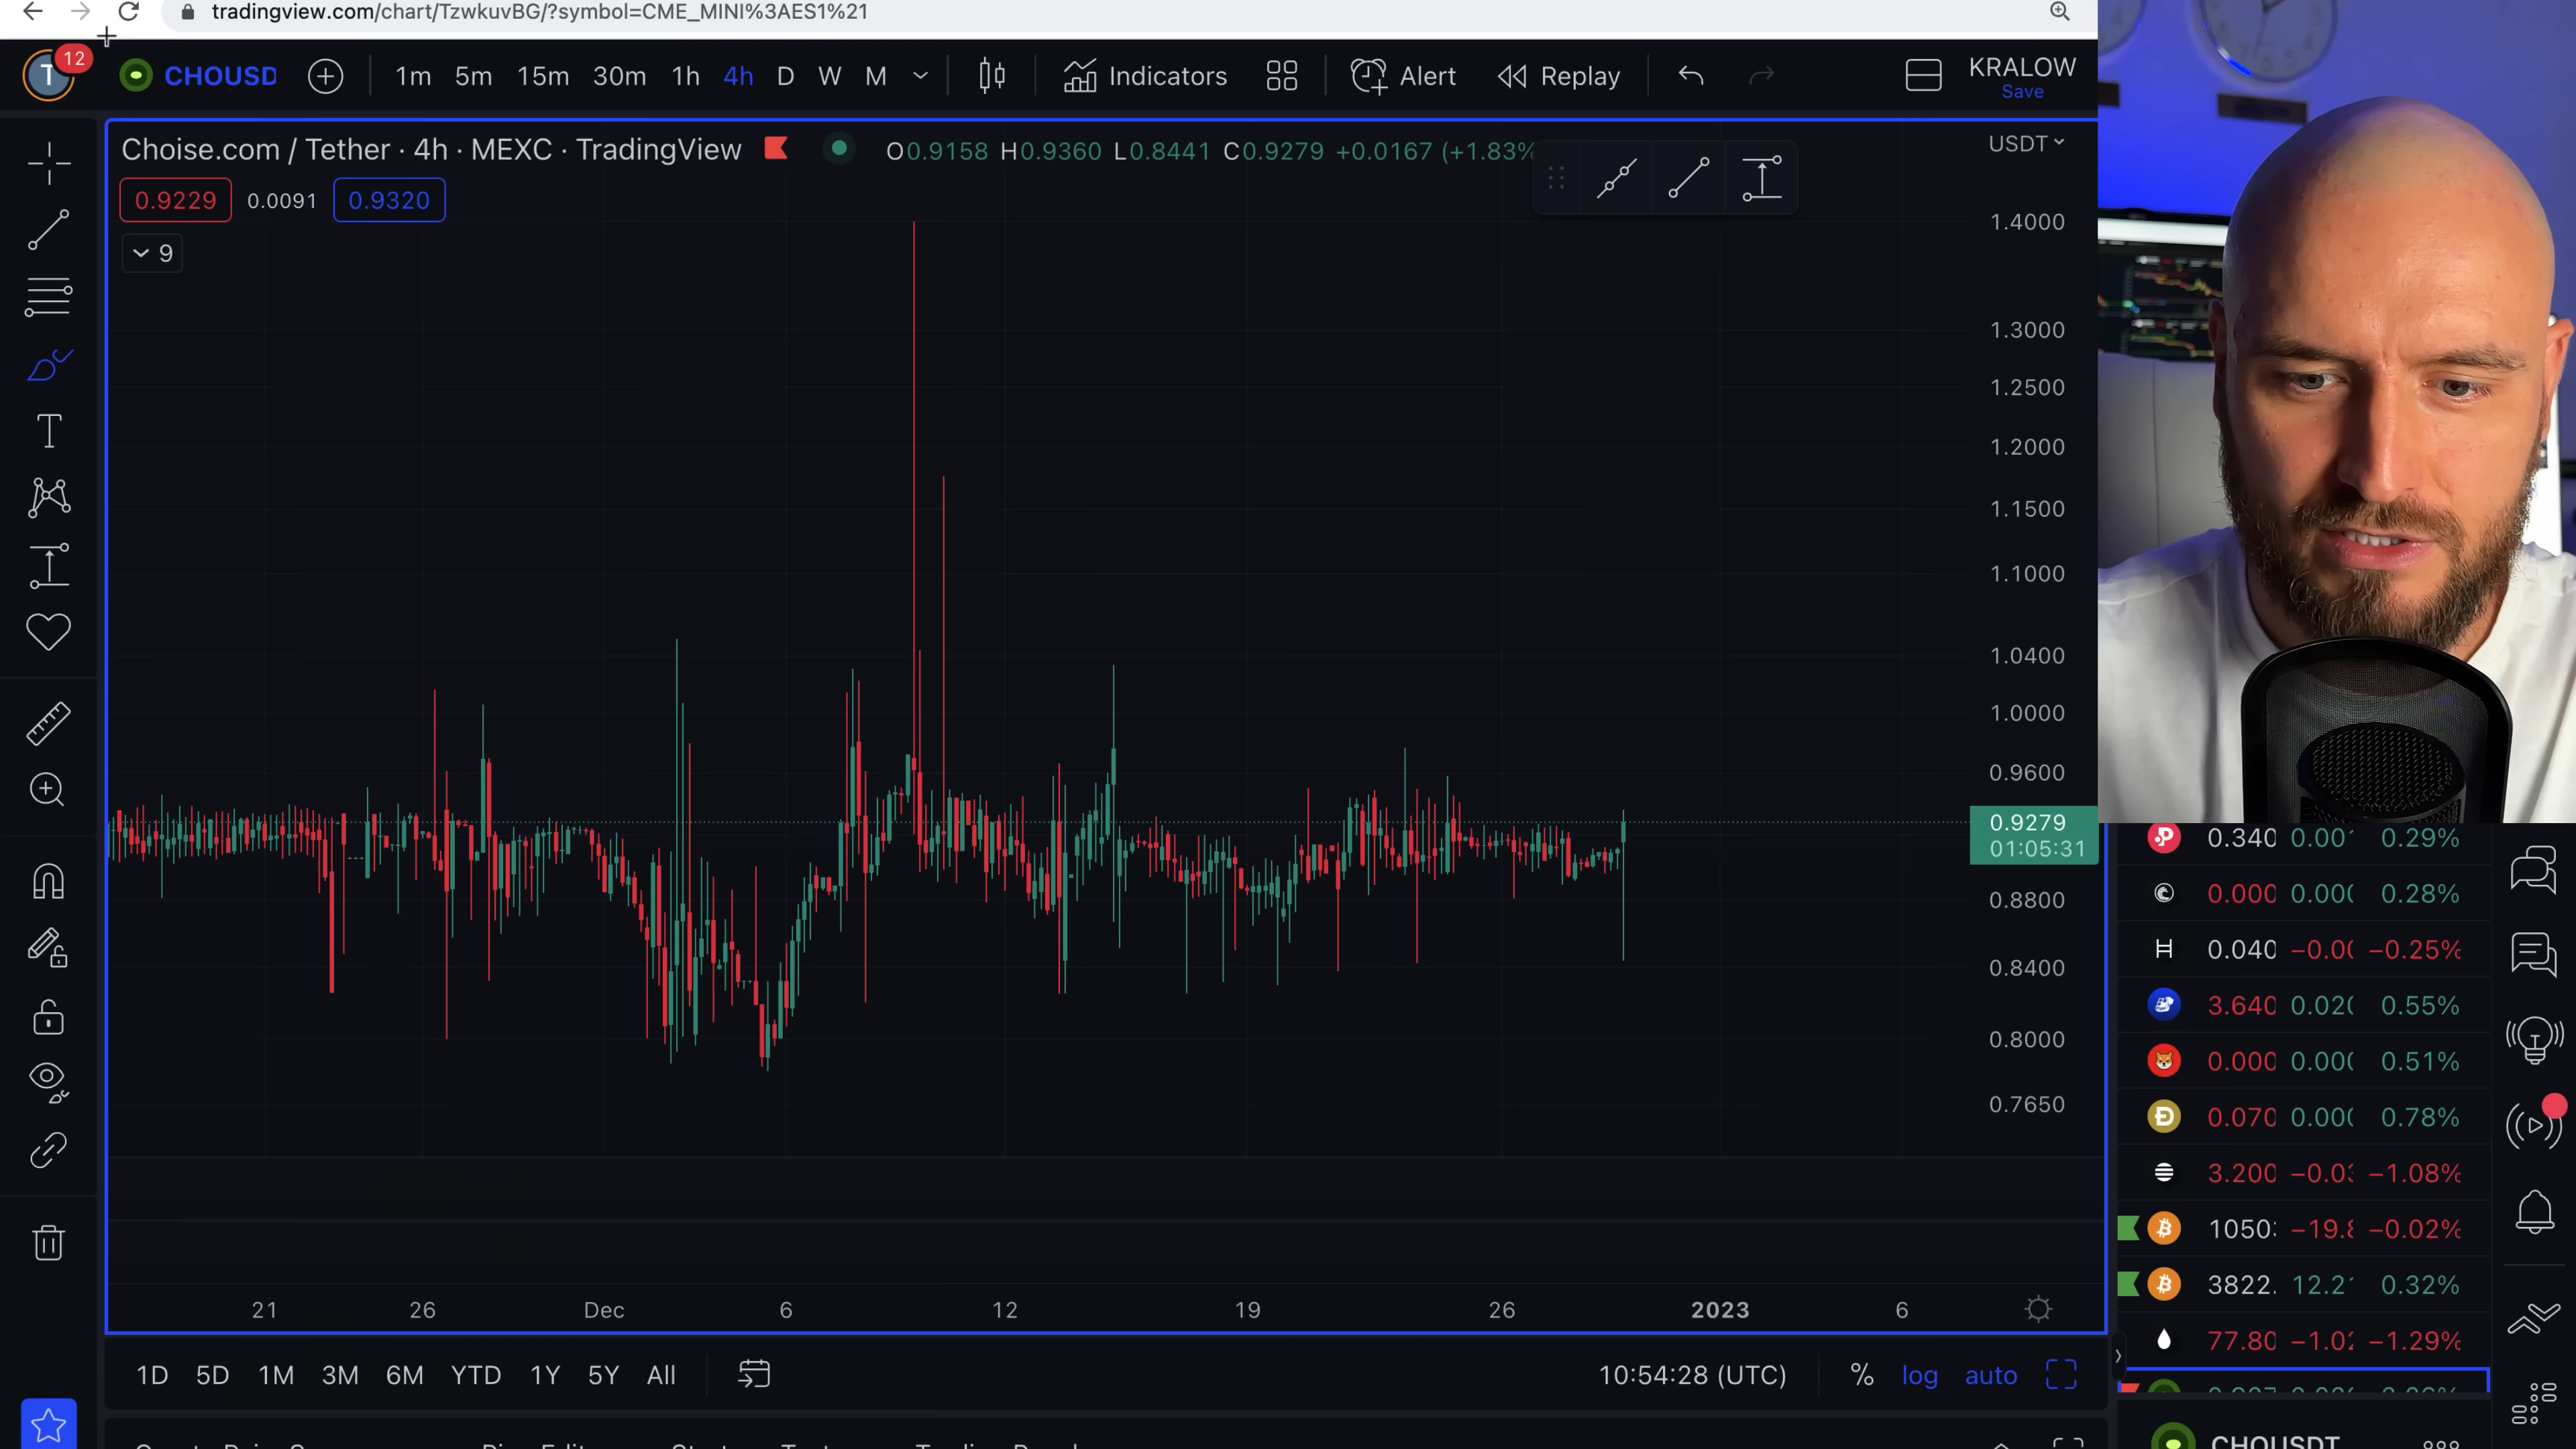 tradingview.com/chart/TzwkuvBG/?symbol=CME_MINI%3AES1%21
T 12 CHOUSD 1m 5m 15m 30m 1h 4h D W M Indicators Alert Replay KRALOW
Save
Choise.com / Tether · 4h · MEXC · TradingView O0.9158 H0.9360 L0.8441 C0.9279 +0.0167 (+1.83%
USDT
0.9229 0.0091 0.9320
9
1.4000
1.3000
1.2500
1.2000
1.1500
1.1000
1.0400
1.0000
0.9600
0.9279
01:05:31
0.8800
0.8400
0.8000
0.7650
21 26 Dec 6 12 19 26 2023 6
1D 5D 1M 3M 6M YTD 1Y 5Y All 10:54:28 (UTC) % log auto
0.340 0.00 0.29%
0.000 0.000 0.28%
0.040 −0.00 −0.25%
3.640 0.020 0.55%
0.000 0.000 0.51%
0.070 0.000 0.78%
3.200 −0.03 −1.08%
1050 −19.8 −0.02%
3822. 12.2 0.32%
77.80 −1.02 −1.29%
CHOUSDT